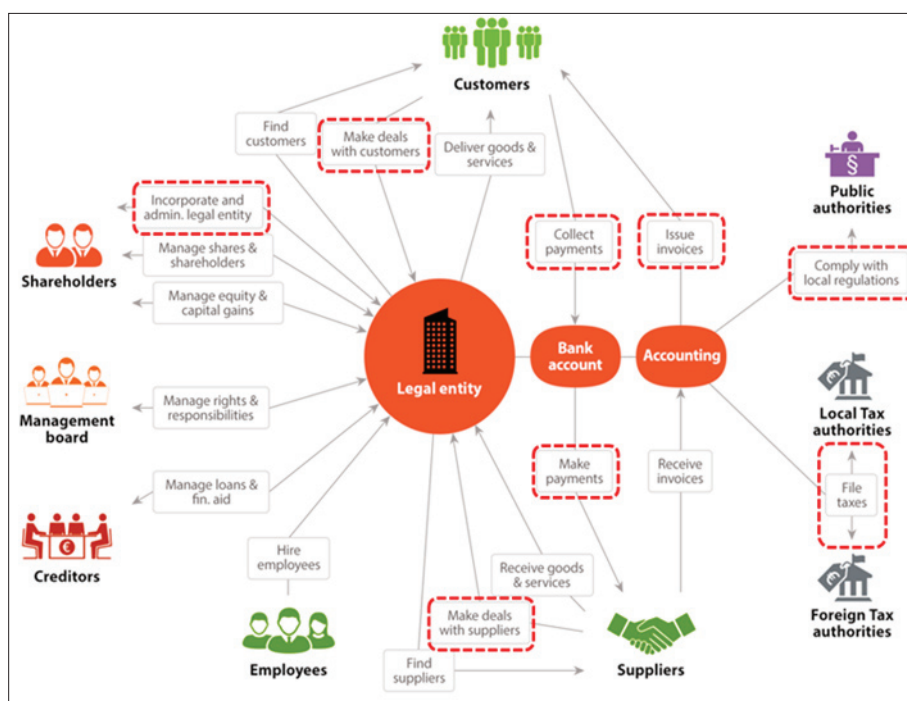 Customers
Find
customers
Make deals
with customers
Deliver goods &
services
§
Public
authorities
Incorporate and
admin. legal entity
Collect
payments
Issue
invoices
Manage shares &
shareholders
Shareholders
Comply with
local regulations
Manage equity &
capital gains
Bank
account
Accounting
Legal entity
€
Local Tax
authorities
Management
board
Manage rights &
responsibilities
Make
payments
Receive
invoices
File
taxes
Manage loans &
fin. aid
€
Creditors
Hire
employees
Receive goods
& services
€
Foreign Tax
authorities
Make deals
with suppliers
Employees
Find
suppliers
Suppliers